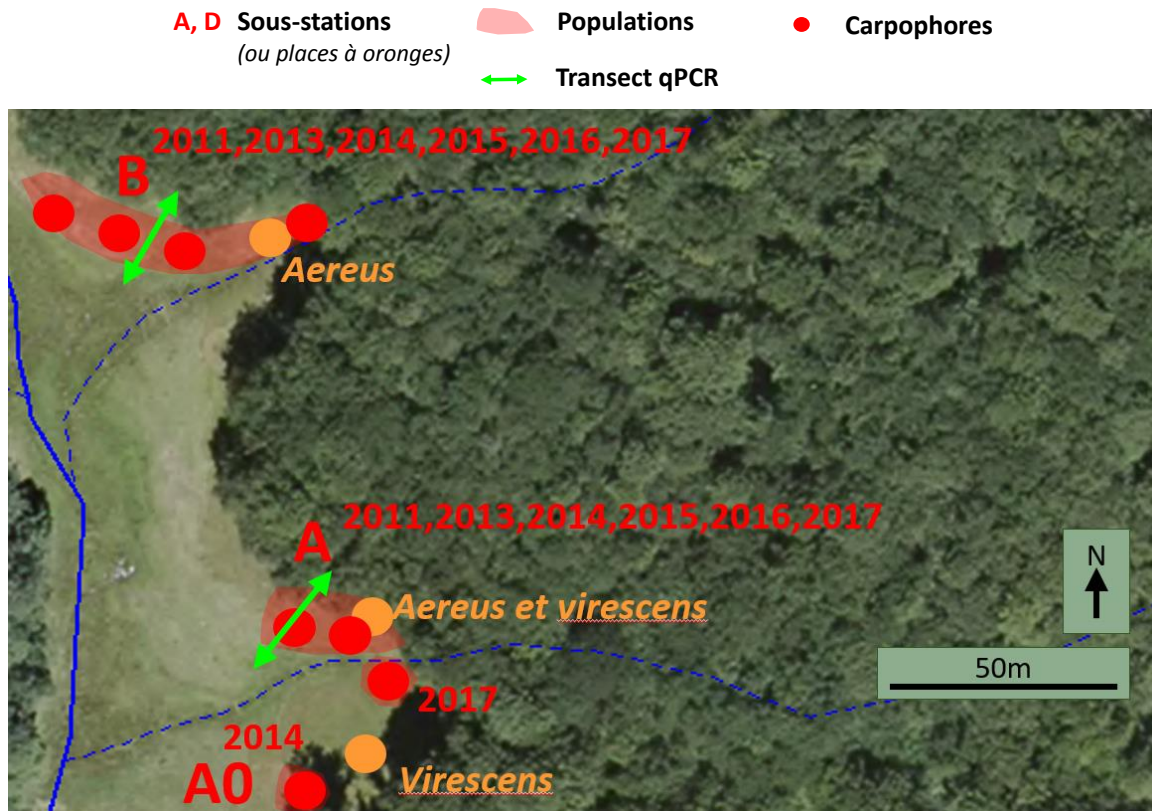 A, D Sous-stations
(ou places à oronges)
Populations
Carpophores
Transect qPCR
2011,2013,2014,2015,2016,2017
B
Aereus
2011,2013,2014,2015,2016,2017
A
Aereus et virescens
N
50m
2017
2014
A0
Virescens